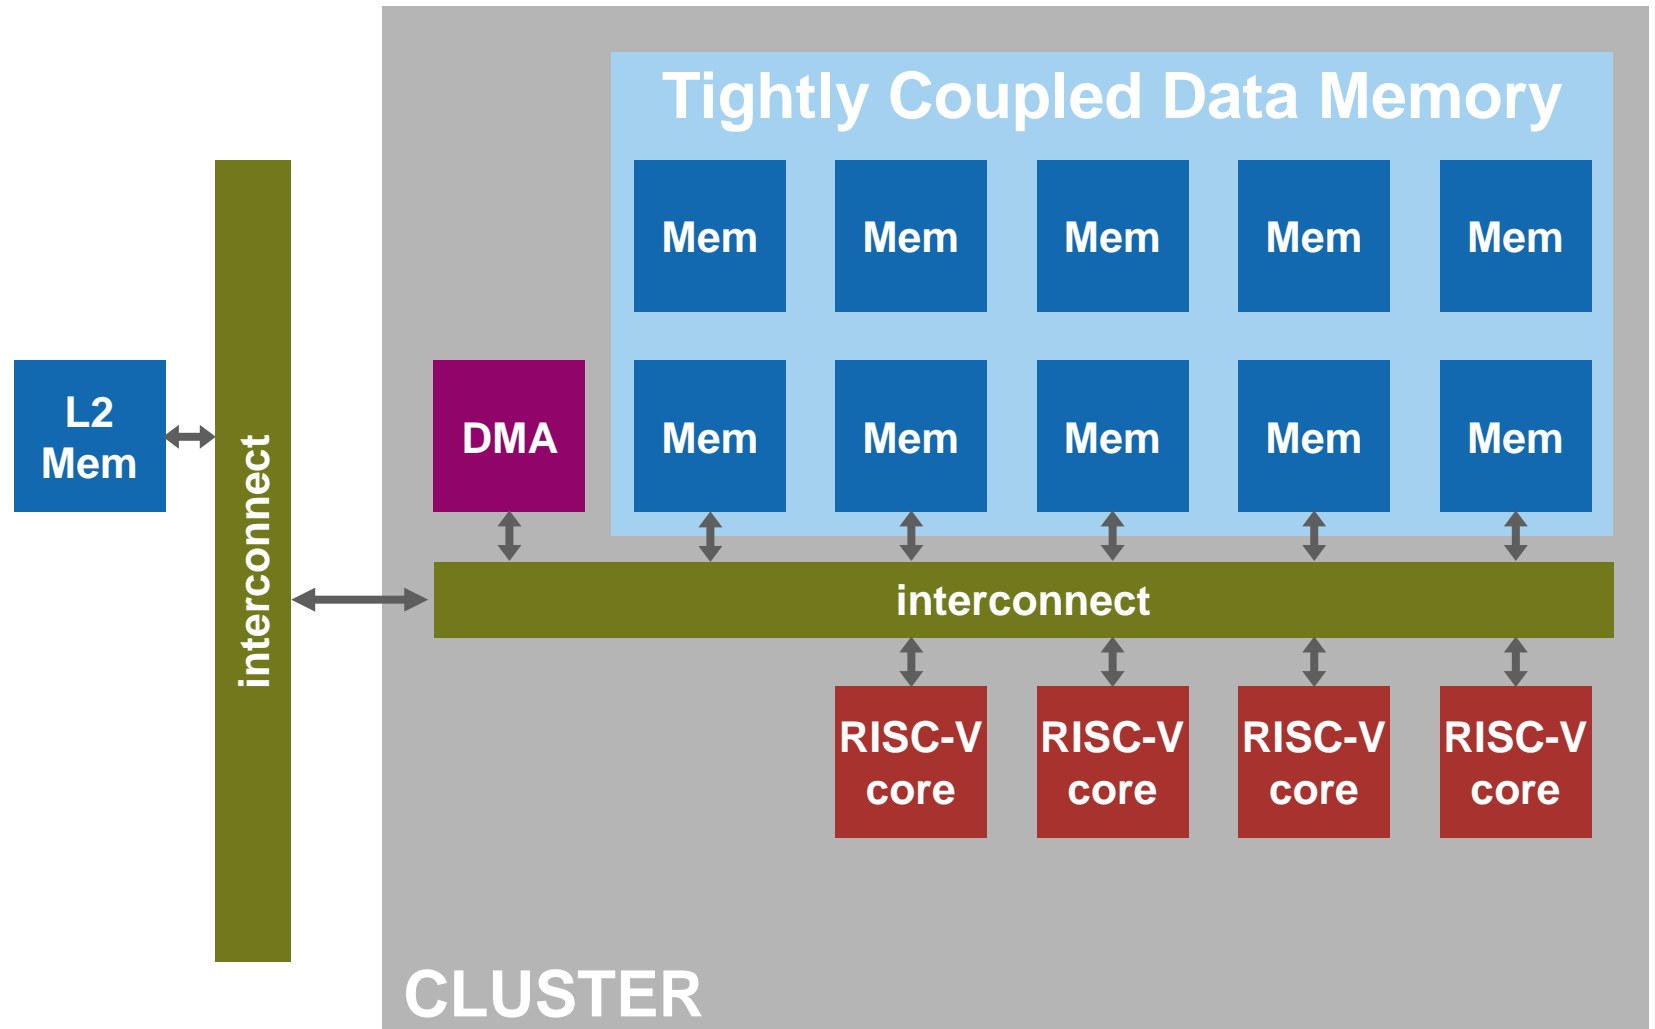 Tightly Coupled Data Memory
Mem
Mem
Mem
Mem
Mem
L2
Mem
interconnect
DMA
Mem
Mem
Mem
Mem
Mem
interconnect
RISC-V
core
RISC-V
core
RISC-V
core
RISC-V
core
CLUSTER